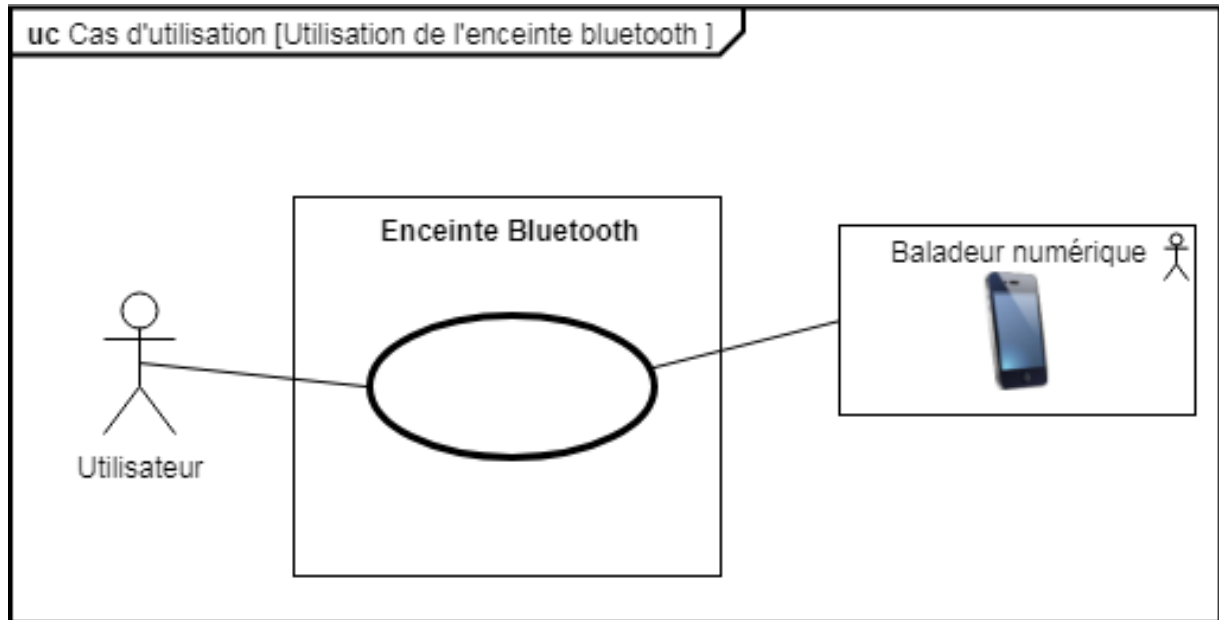 uc Cas d'utilisation [Utilisation de l'enceinte bluetooth ]
Enceinte Bluetooth
Baladeur numérique
Utilisateur